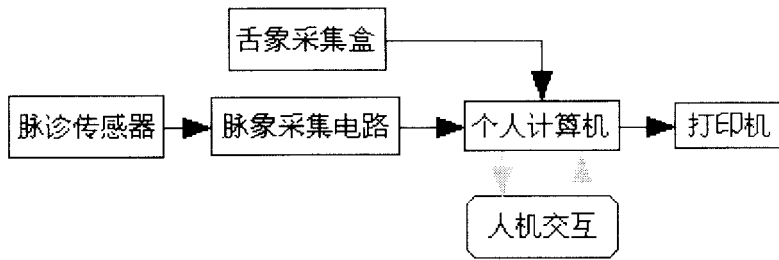 舌象采集盒
脉诊传感器
脉象采集电路
个人计算机
打印机
人机交互